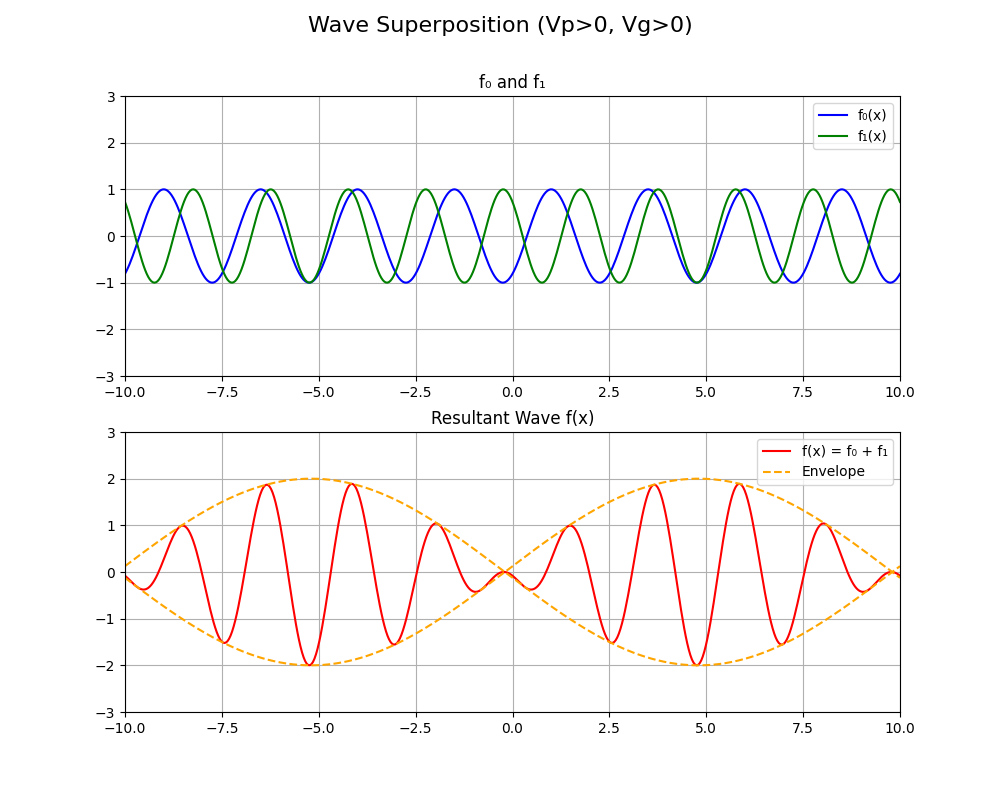 Wave Superposition (Vp>0, Vg>0)
f₀ and f₁
3
2
1
0
−1
−2
−3
f₀(x)
f₁(x)
−10.0 −7.5 −5.0 −2.5 0.0 2.5 5.0 7.5 10.0
Resultant Wave f(x)
3
2
1
0
−1
−2
−3
f(x) = f₀ + f₁
Envelope
−10.0 −7.5 −5.0 −2.5 0.0 2.5 5.0 7.5 10.0